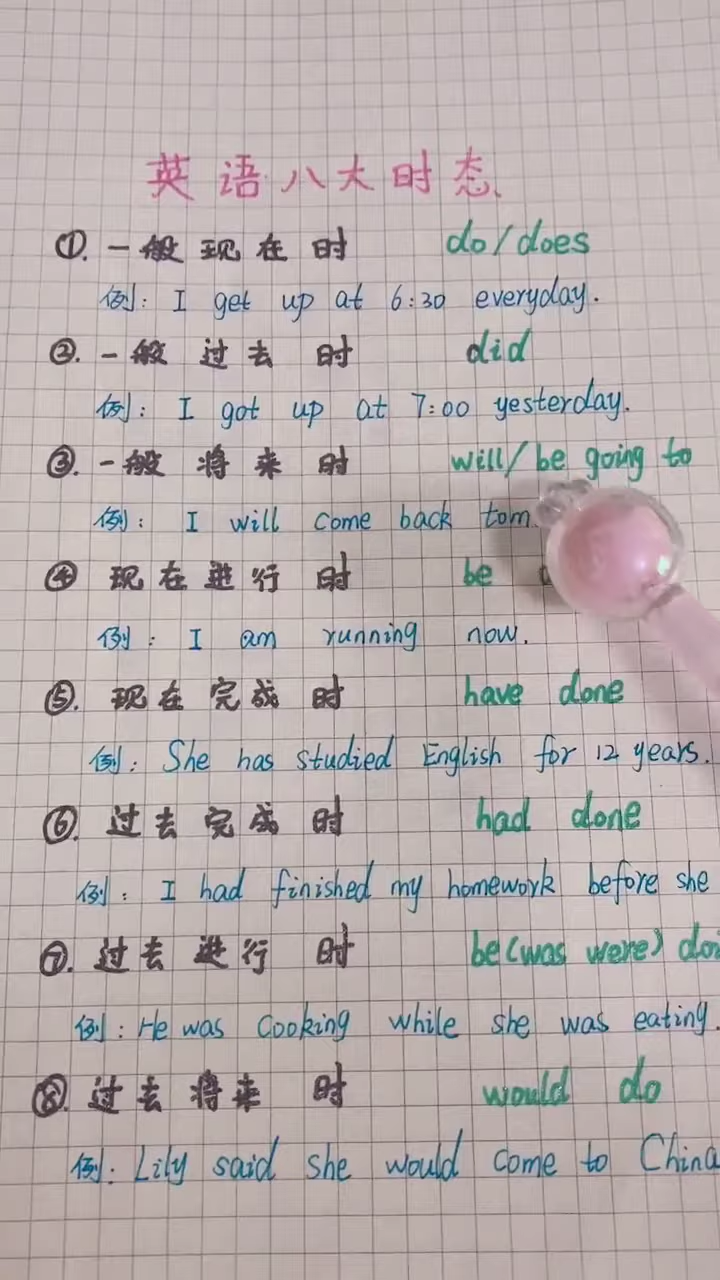 英语八大时态
①. 一般现在时 do/does
例: I get up at 6:30 everyday.
②. 一般过去时 did
例: I got up at 7:00 yesterday.
③. 一般将来时 will/be going to
例: I will come back
④ 现在进行时 be
例: I am running now.
⑤. 现在完成时 have done
例: She has studied English for 12 years.
⑥. 过去完成时 had done
例: I had finished my homework before she
⑦. 过去进行时 be(was were)
例: He was cooking while she was eating.
⑧. 过去将来时 would do
例: Lily said she would come to China